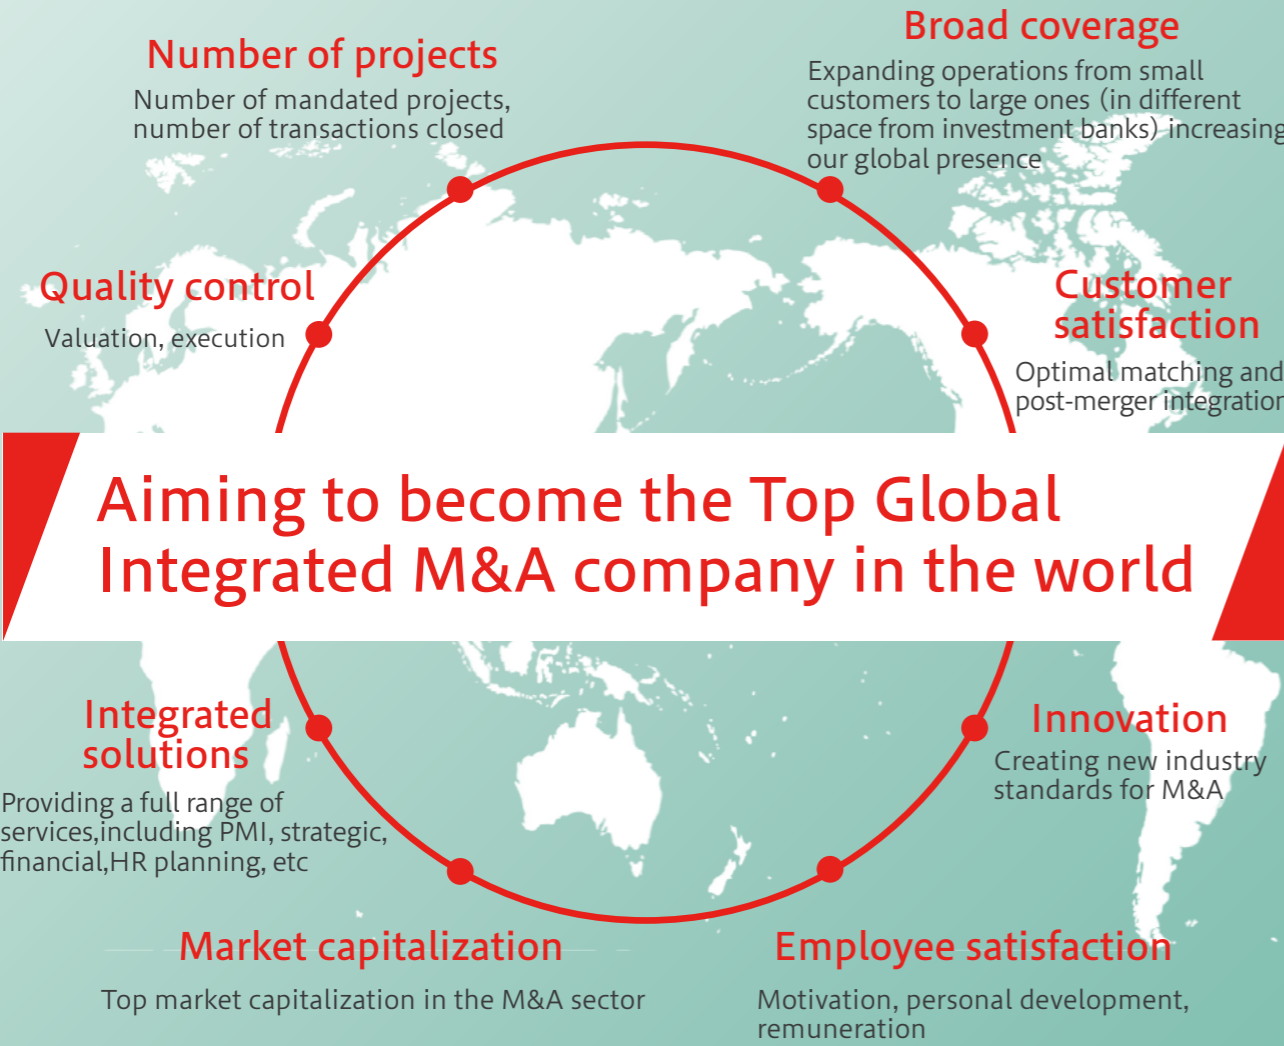 Number of projects
Number of mandated projects,
number of transactions closed
Broad coverage
Expanding operations from small
customers to large ones (in different
space from investment banks) increasing
our global presence
Quality control
Valuation, execution
Customer
satisfaction
Optimal matching and
post-merger integration
Aiming to become the Top Global
Integrated M&A company in the world
Integrated
solutions
Providing a full range of
services,including PMI, strategic,
financial,HR planning, etc
Innovation
Creating new industry
standards for M&A
Market capitalization
Top market capitalization in the M&A sector
Employee satisfaction
Motivation, personal development,
remuneration